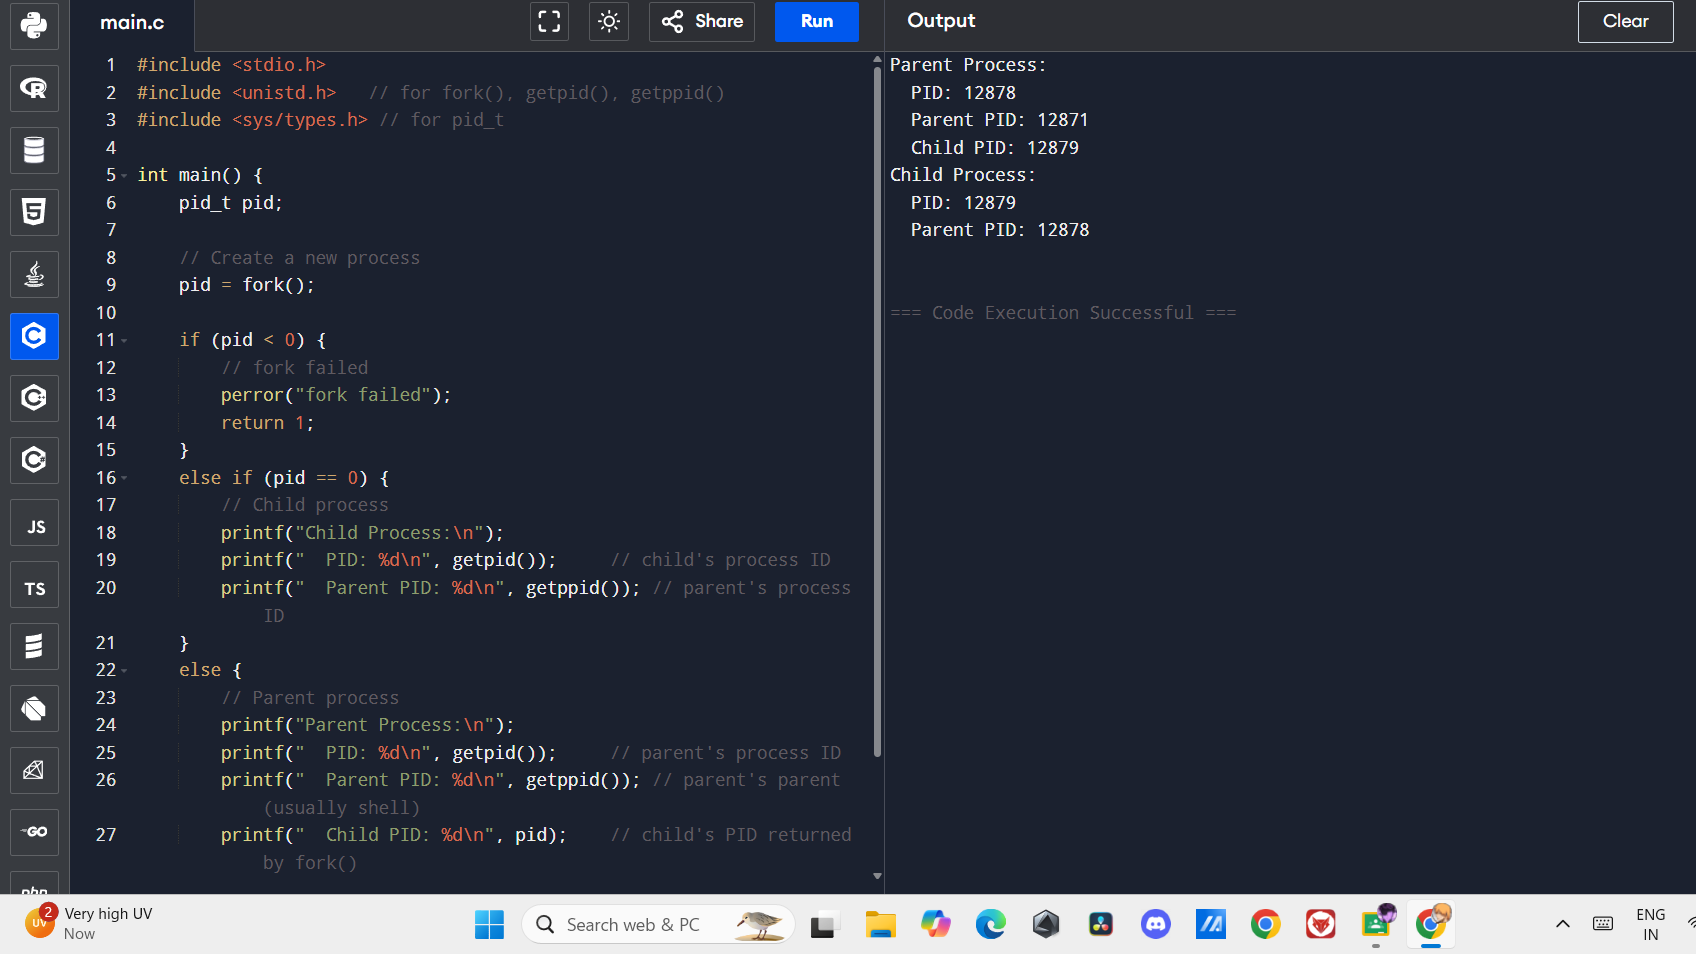 main.c
Share
Run
Output
Clear
1 #include <stdio.h>
2 #include <unistd.h>   // for fork(), getpid(), getppid()
3 #include <sys/types.h> // for pid_t
4
5 int main() {
6     pid_t pid;
7
8     // Create a new process
9     pid = fork();
10
11     if (pid < 0) {
12         // fork failed
13         perror("fork failed");
14         return 1;
15     }
16     else if (pid == 0) {
17         // Child process
18         printf("Child Process:\n");
19         printf("  PID: %d\n", getpid());     // child's process ID
20         printf("  Parent PID: %d\n", getppid()); // parent's process
ID
21     }
22     else {
23         // Parent process
24         printf("Parent Process:\n");
25         printf("  PID: %d\n", getpid());     // parent's process ID
26         printf("  Parent PID: %d\n", getppid()); // parent's parent
(usually shell)
27         printf("  Child PID: %d\n", pid);    // child's PID returned
by fork()
Parent Process:
  PID: 12878
  Parent PID: 12871
  Child PID: 12879
Child Process:
  PID: 12879
  Parent PID: 12878
=== Code Execution Successful ===
R
5
C
C
C
JS
TS
GO
php
UV
2
Very high UV
Now
Search web & PC
ENG
IN